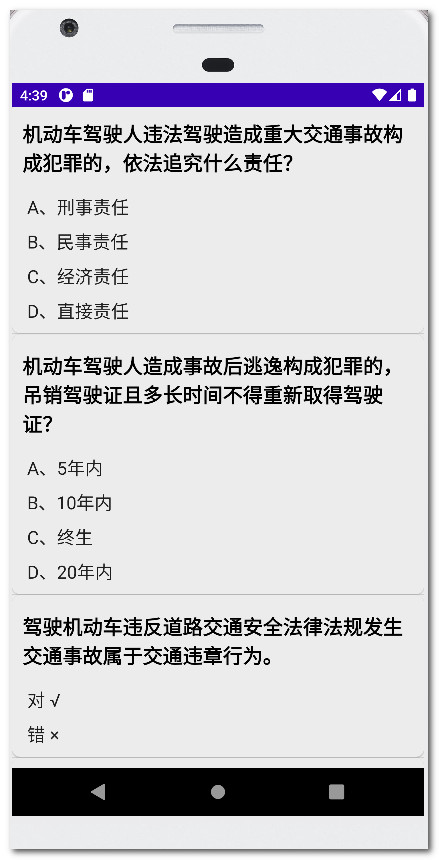 4:39
机动车驾驶人违法驾驶造成重大交通事故构
成犯罪的，依法追究什么责任？
A、刑事责任
B、民事责任
C、经济责任
D、直接责任
机动车驾驶人造成事故后逃逸构成犯罪的，
吊销驾驶证且多长时间不得重新取得驾驶
证？
A、5年内
B、10年内
C、终生
D、20年内
驾驶机动车违反道路交通安全法律法规发生
交通事故属于交通违章行为。
对 √
错 ×